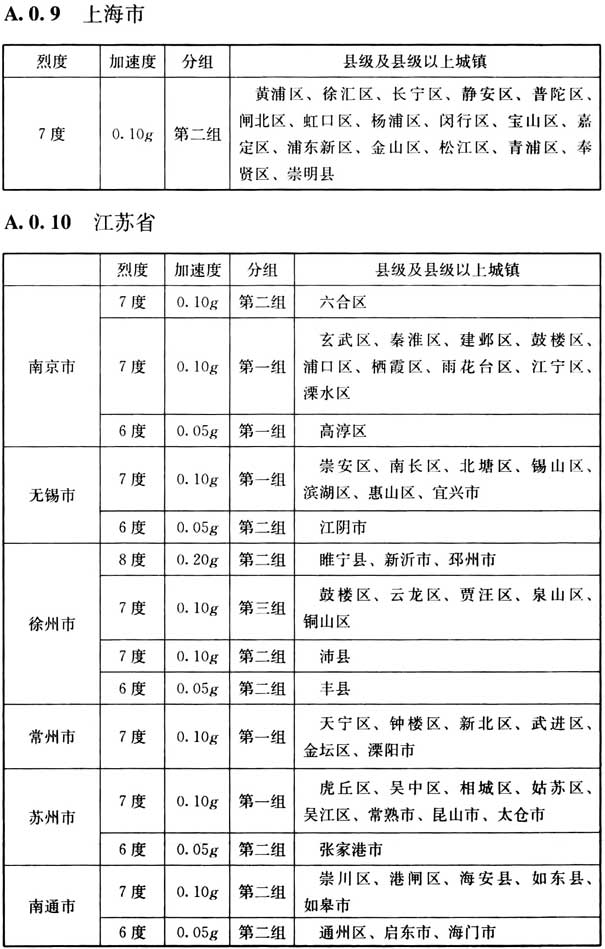 A.0.9 上海市
烈度 加速度 分组 县级及县级以上城镇
7度 0.10g 第二组 黄浦区、徐汇区、长宁区、静安区、普陀区、
闸北区、虹口区、杨浦区、闵行区、宝山区、嘉
定区、浦东新区、金山区、松江区、青浦区、奉
贤区、崇明县
A.0.10 江苏省
烈度 加速度 分组 县级及县级以上城镇
南京市
7度 0.10g 第二组 六合区
7度 0.10g 第一组 玄武区、秦淮区、建邺区、鼓楼区、
浦口区、栖霞区、雨花台区、江宁区、
溧水区
6度 0.05g 第一组 高淳区
无锡市
7度 0.10g 第一组 崇安区、南长区、北塘区、锡山区、
滨湖区、惠山区、宜兴市
6度 0.05g 第二组 江阴市
徐州市
8度 0.20g 第二组 睢宁县、新沂市、邳州市
7度 0.10g 第三组 鼓楼区、云龙区、贾汪区、泉山区、
铜山区
7度 0.10g 第二组 沛县
6度 0.05g 第二组 丰县
常州市
7度 0.10g 第一组 天宁区、钟楼区、新北区、武进区、
金坛区、溧阳市
苏州市
7度 0.10g 第一组 虎丘区、吴中区、相城区、姑苏区、
吴江区、常熟市、昆山市、太仓市
6度 0.05g 第二组 张家港市
南通市
7度 0.10g 第二组 崇川区、港闸区、海安县、如东县、
如皋市
6度 0.05g 第二组 通州区、启东市、海门市